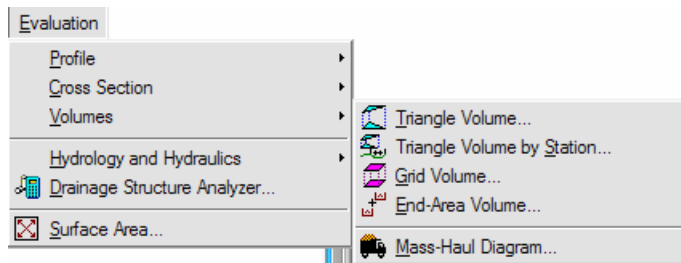 Evaluation
Profile
Cross Section
Volumes
Hydrology and Hydraulics
Drainage Structure Analyzer...
Surface Area...
Triangle Volume...
Triangle Volume by Station...
Grid Volume...
End-Area Volume...
Mass-Haul Diagram...